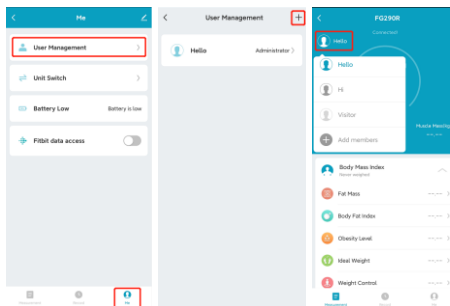 Me
User Management
Unit Switch
Battery Low
Battery is low
Fitbit data access
Me
User Management
Hello
Administrator
FG290R
Connected
Hello
Hello
Hi
Visitor
Add members
Body Mass Index
Never weighed
Fat Mass
--.--
Body Fat Index
--.--
Obesity Level
--.--
Ideal Weight
--.--
Weight Control